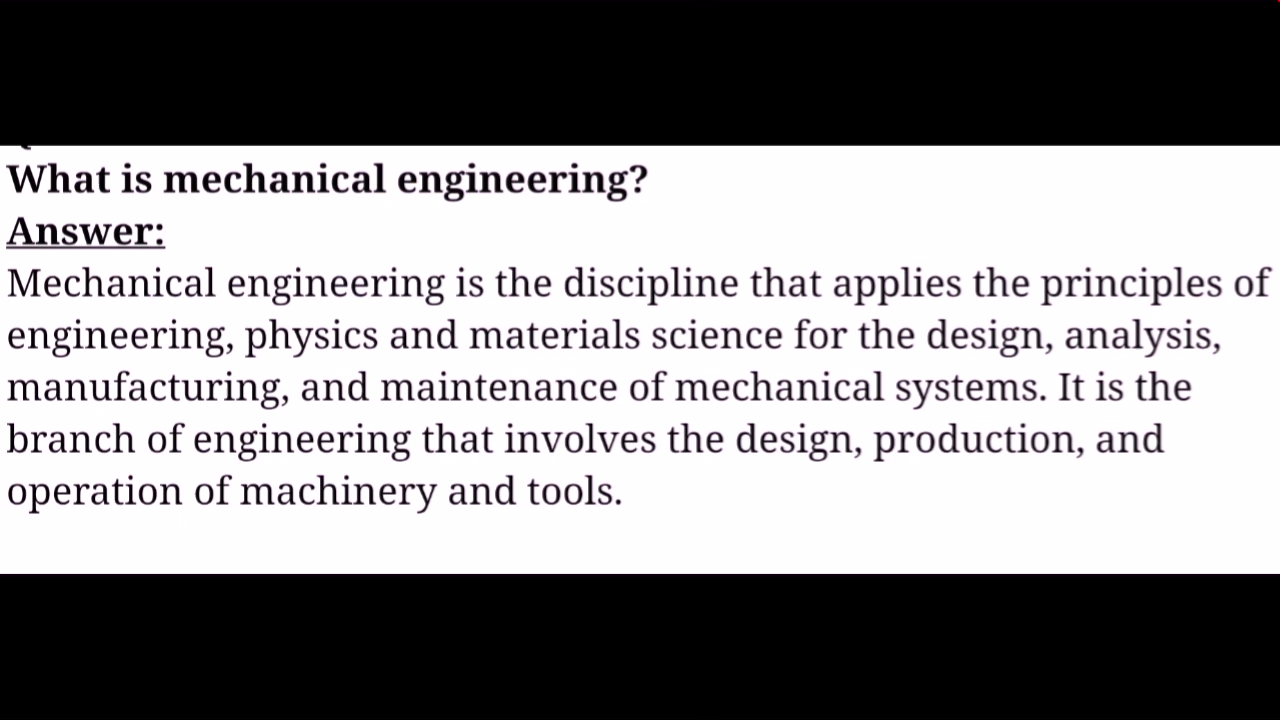 What is mechanical engineering?
Answer:
Mechanical engineering is the discipline that applies the principles of
engineering, physics and materials science for the design, analysis,
manufacturing, and maintenance of mechanical systems. It is the
branch of engineering that involves the design, production, and
operation of machinery and tools.